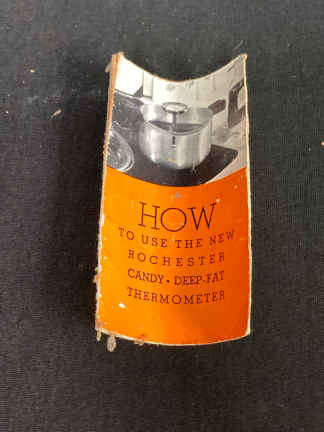 HOW
TO USE THE NEW
ROCHESTER
CANDY • DEEP-FAT
THERMOMETER